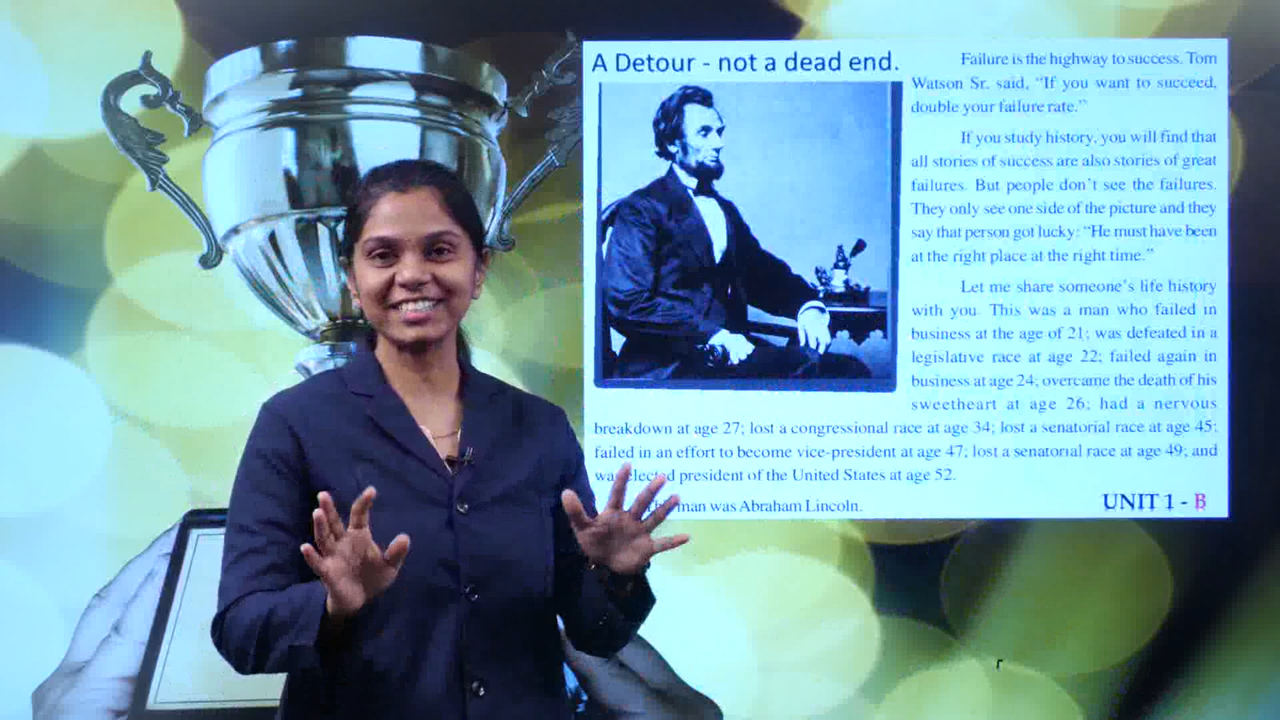 A Detour - not a dead end.
Failure is the highway to success. Tom
Watson Sr. said, “If you want to succeed,
double your failure rate.”
If you study history, you will find that
all stories of success are also stories of great
failures. But people don’t see the failures.
They only see one side of the picture and they
say that person got lucky: “He must have been
at the right place at the right time.”
Let me share someone’s life history
with you. This was a man who failed in
business at the age of 21; was defeated in a
legislative race at age 22; failed again in
business at age 24; overcame the death of his
sweetheart at age 26; had a nervous
breakdown at age 27; lost a congressional race at age 34; lost a senatorial race at age 45;
failed in an effort to become vice-president at age 47; lost a senatorial race at age 49; and
was elected president of the United States at age 52.
man was Abraham Lincoln.
UNIT 1 - B